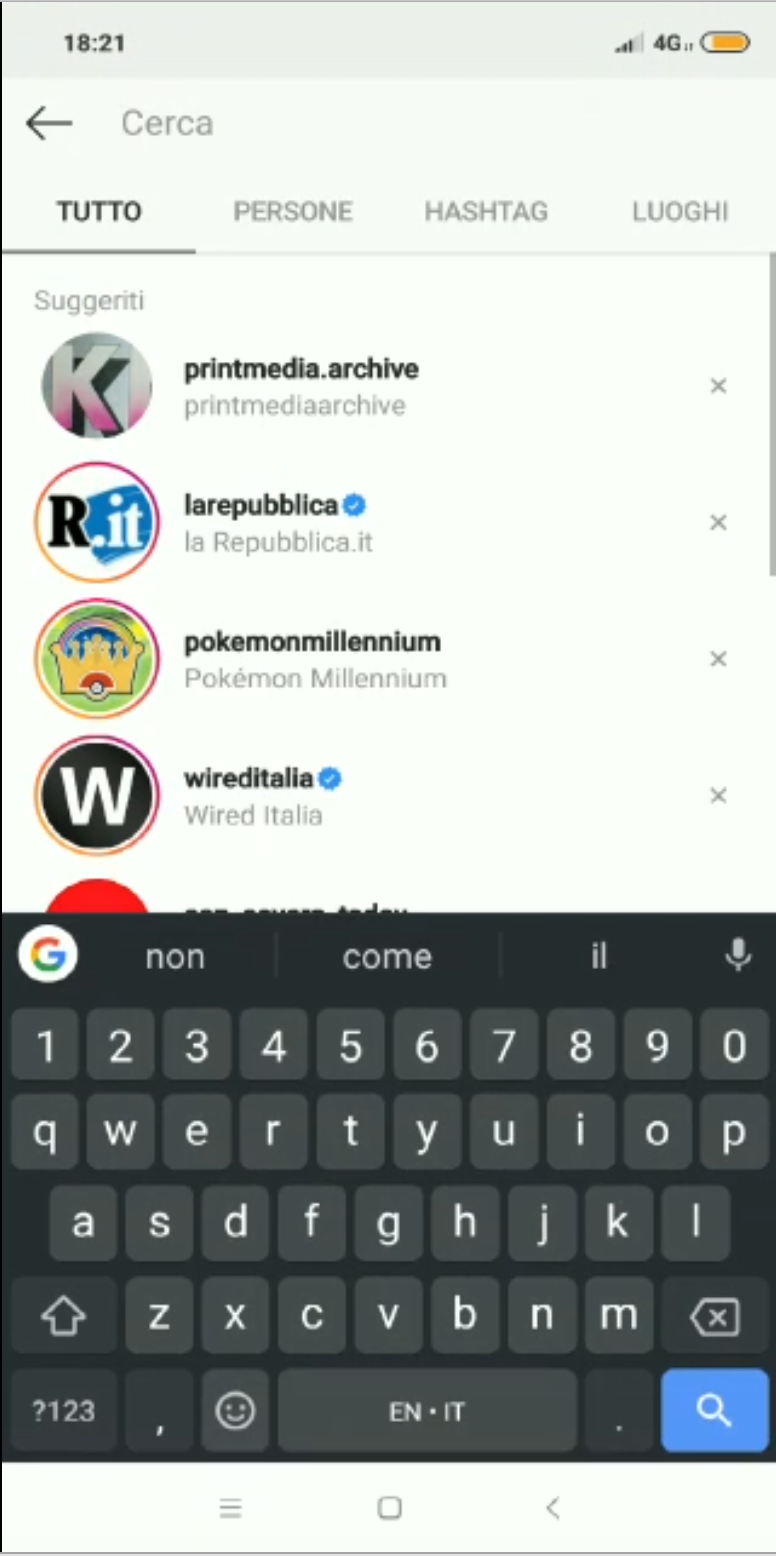 18:21
4G
Cerca
TUTTO PERSONE HASHTAG LUOGHI
Suggeriti
K
printmedia.archive
printmediaarchive
R.it
larepubblica
la Repubblica.it
pokemonmillennium
Pokémon Millennium
W
wireditalia
Wired Italia
G non come il
1 2 3 4 5 6 7 8 9 0
q w e r t y u i o p
a s d f g h j k l
z x c v b n m
?123 , EN • IT .